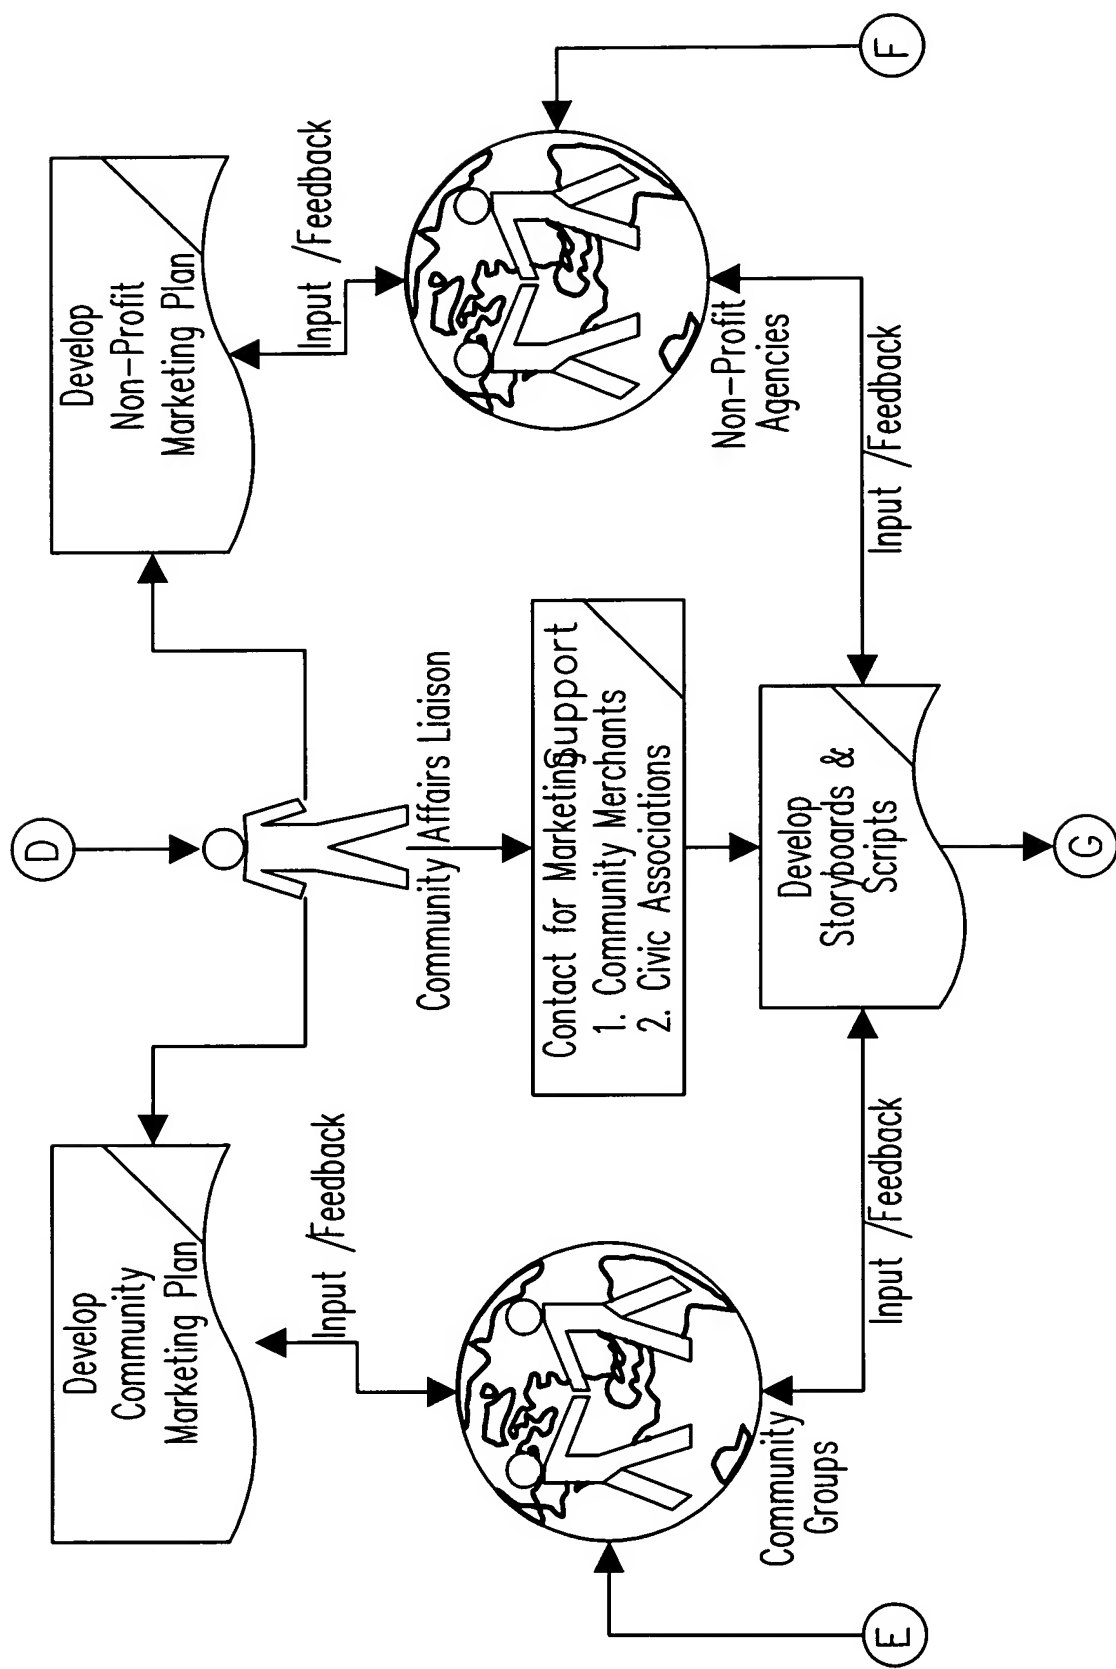 D
Develop
Community
Marketing Plan
Develop
Non-Profit
Marketing Plan
Input /Feedback
Input /Feedback
Community Affairs Liaison
Contact for Marketing Support
1. Community Merchants
2. Civic Associations
Community
Groups
Non-Profit
Agencies
Develop
Storyboards &
Scripts
Input /Feedback
Input /Feedback
E
F
G